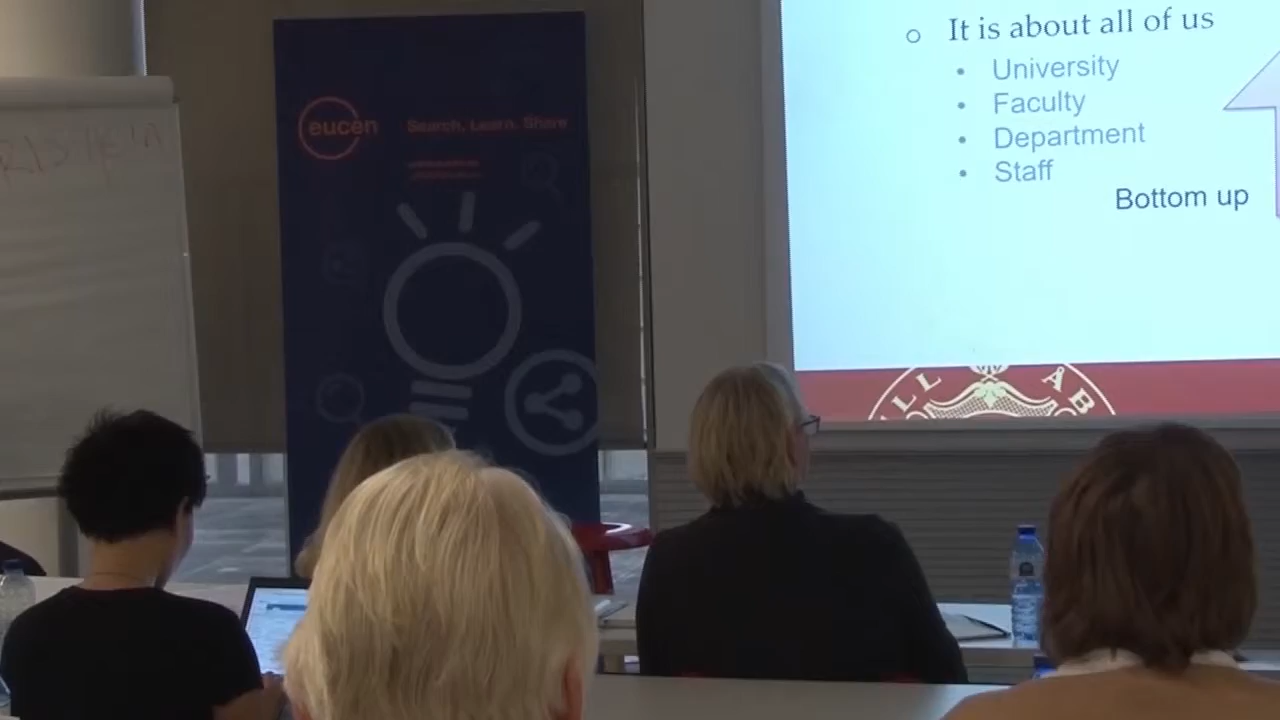 eucen
Search. Learn. Share
It is about all of us
University
Faculty
Department
Staff
Bottom up